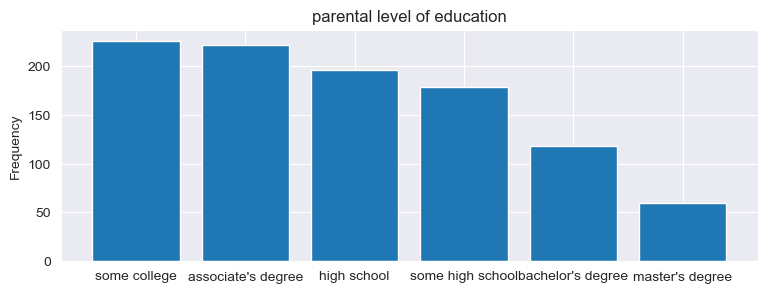 parental level of education
Frequency
200
150
100
50
0
some college associate's degree high school some high school bachelor's degree master's degree